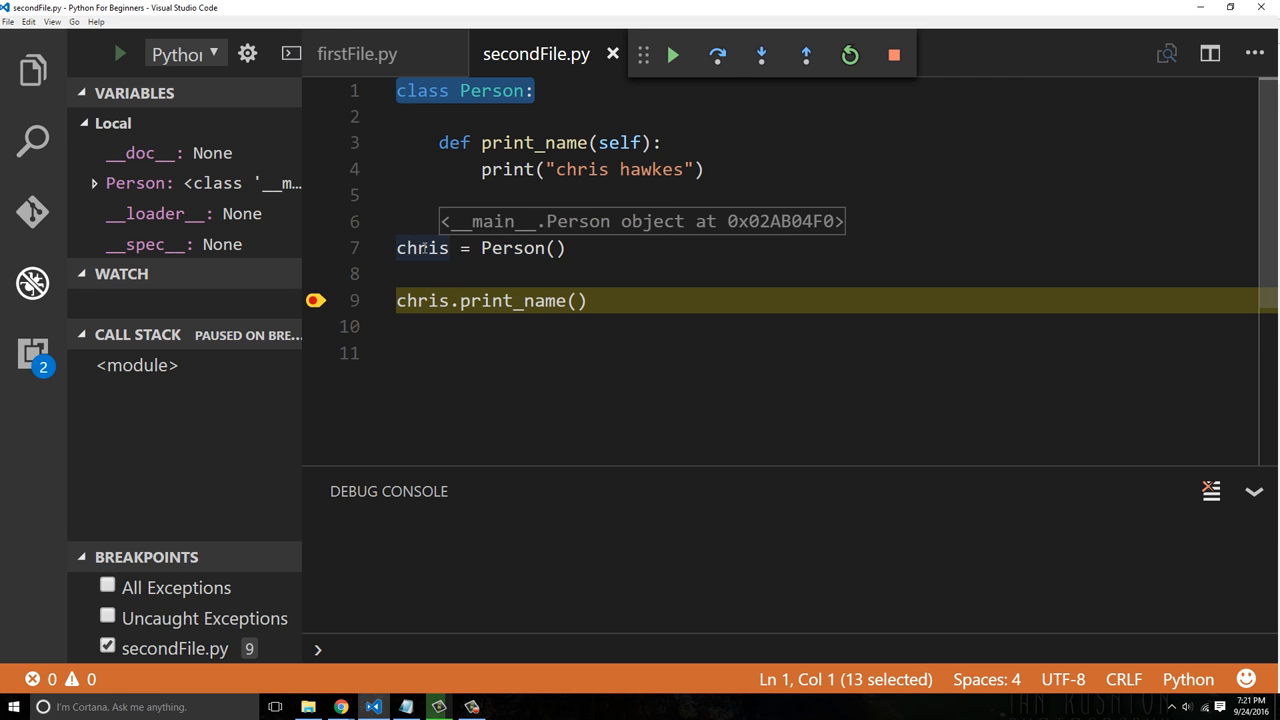 secondFile.py - Python For Beginners - Visual Studio Code
File Edit View Go Help
Python
firstFile.py
secondFile.py
VARIABLES
Local
__doc__: None
Person: <class '__m...
__loader__: None
__spec__: None
WATCH
CALL STACK PAUSED ON BRE...
<module>
BREAKPOINTS
All Exceptions
Uncaught Exceptions
secondFile.py 9
2
1 class Person:
2
3 def print_name(self):
4 print("chris hawkes")
5
6 <__main__.Person object at 0x02AB04F0>
7 chris = Person()
8
9 chris.print_name()
10
11
DEBUG CONSOLE
0 0
Ln 1, Col 1 (13 selected) Spaces: 4 UTF-8 CRLF Python
I'm Cortana. Ask me anything.
7:21 PM
9/24/2016